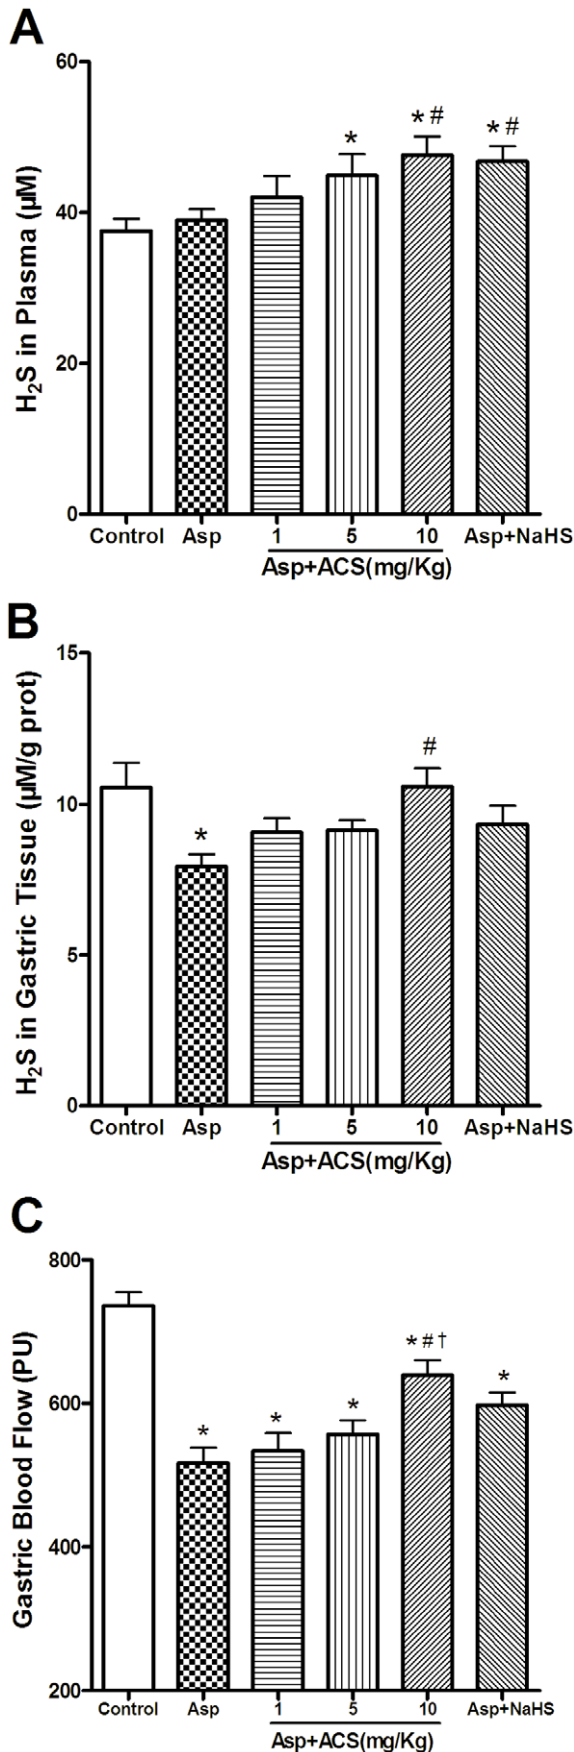 A
H₂S in Plasma (µM)
60
40
20
0
*
* #
* #
Control Asp 1 5 10 Asp+NaHS
Asp+ACS(mg/Kg)
B
H₂S in Gastric Tissue (µM/g prot)
15
10
5
0
*
#
Control Asp 1 5 10 Asp+NaHS
Asp+ACS(mg/Kg)
C
Gastric Blood Flow (PU)
800
600
400
200
*
*
*
* # †
*
Control Asp 1 5 10 Asp+NaHS
Asp+ACS(mg/Kg)